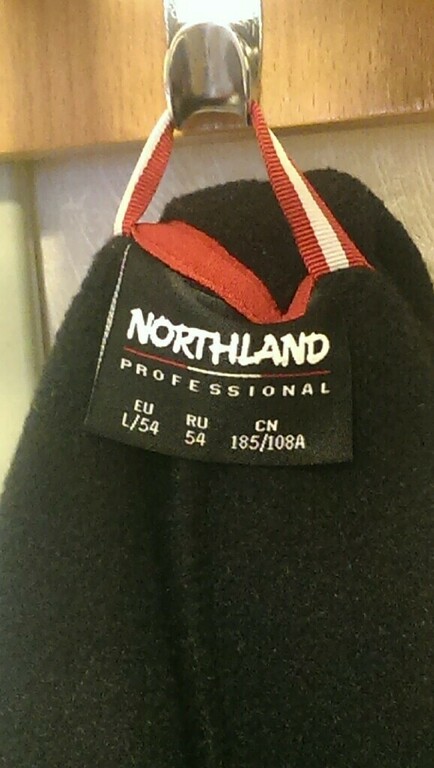 NORTHLAND
PROFESSIONAL
EU RU CN
L/54 54 185/108A